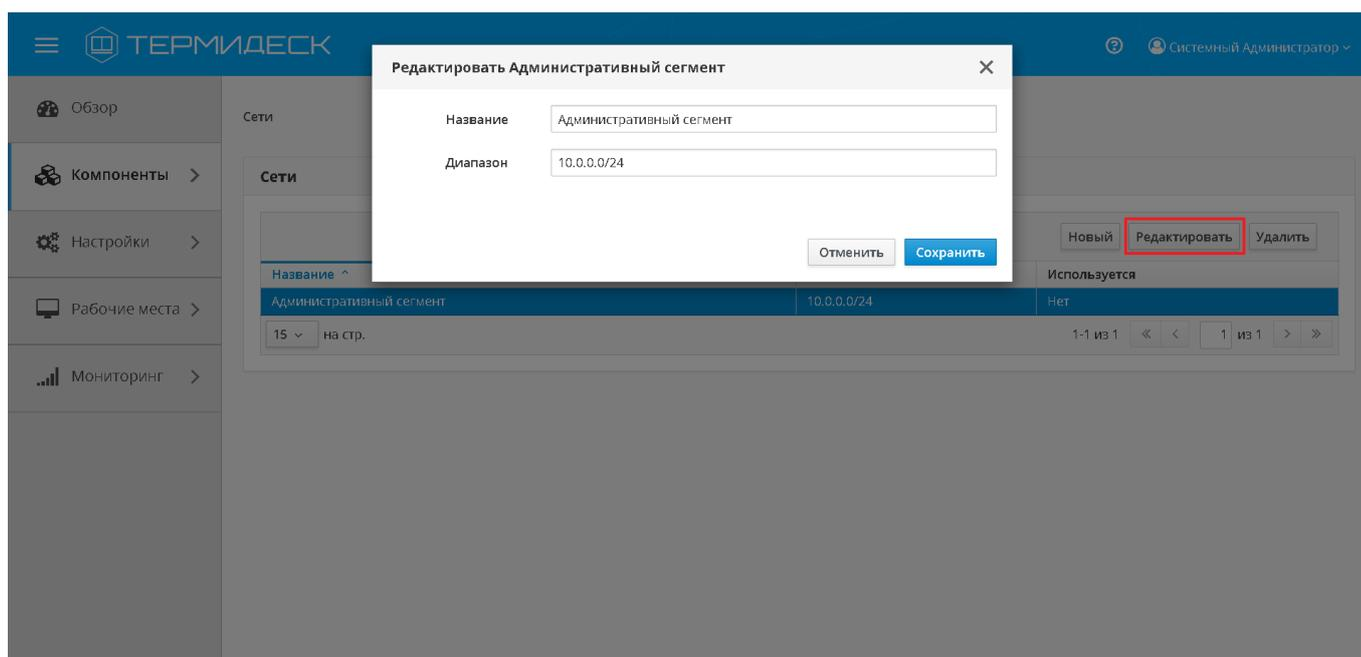 ТЕРМИДЕСК
Системный Администратор
Обзор
Компоненты
Настройки
Рабочие места
Мониторинг
Сети
Сети
Редактировать Административный сегмент
Название
Административный сегмент
Диапазон
10.0.0.0/24
Отменить
Сохранить
Новый
Редактировать
Удалить
Название
Используется
Административный сегмент
10.0.0.0/24
Нет
15
на стр.
1-1 из 1
1 из 1